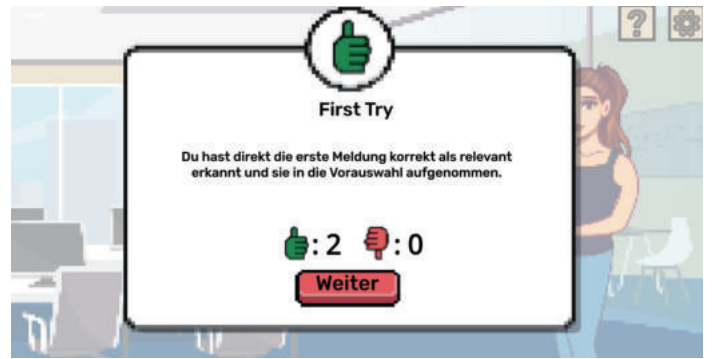 ?
First Try
Du hast direkt die erste Meldung korrekt als relevant
erkannt und sie in die Vorauswahl aufgenommen.
: 2 : 0
Weiter